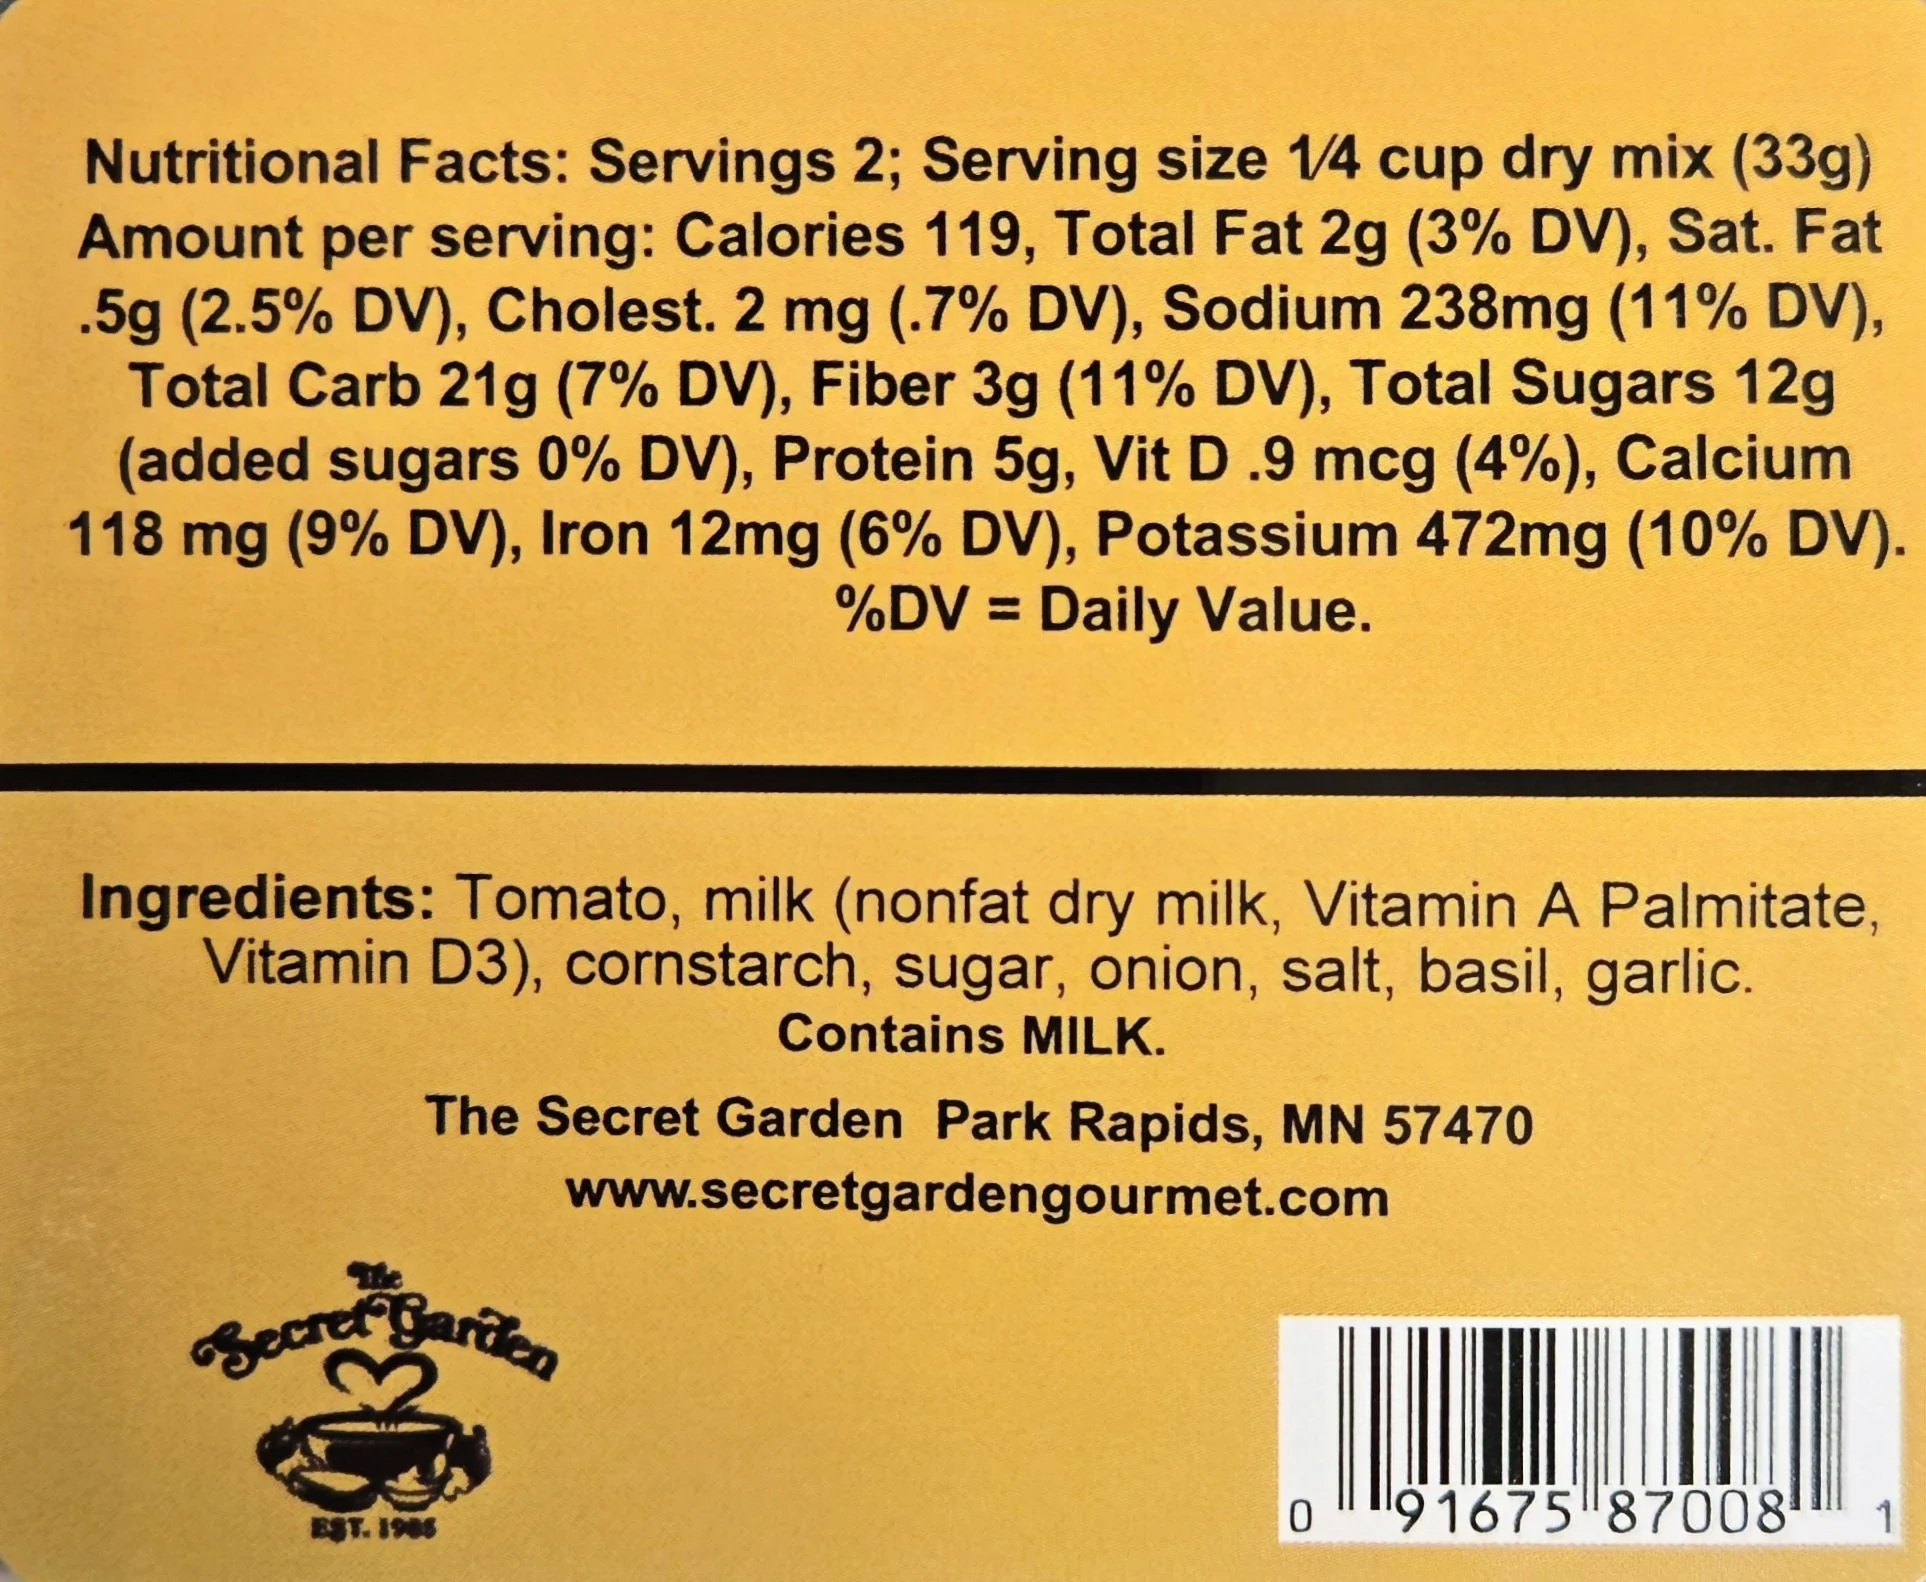 Nutritional Facts: Servings 2; Serving size 1/4 cup dry mix (33g)
Amount per serving: Calories 119, Total Fat 2g (3% DV), Sat. Fat
.5g (2.5% DV), Cholest. 2 mg (.7% DV), Sodium 238mg (11% DV),
Total Carb 21g (7% DV), Fiber 3g (11% DV), Total Sugars 12g
(added sugars 0% DV), Protein 5g, Vit D .9 mcg (4%), Calcium
118 mg (9% DV), Iron 12mg (6% DV), Potassium 472mg (10% DV).
%DV = Daily Value.
Ingredients: Tomato, milk (nonfat dry milk, Vitamin A Palmitate,
Vitamin D3), cornstarch, sugar, onion, salt, basil, garlic.
Contains MILK.
The Secret Garden Park Rapids, MN 57470
www.secretgardengourmet.com
The
Secret Garden
EST. 1986
0 91675 87008 1